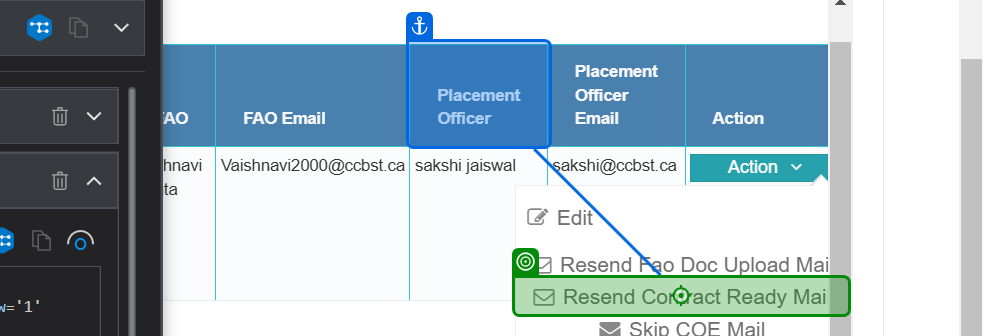 FAO
FAO Email
Placement
Officer
Placement
Officer
Email
Action
hnavi
ta
Vaishnavi2000@ccbst.ca
sakshi jaiswal
sakshi@ccbst.ca
Action
Edit
Resend Fao Doc Upload Mai
Resend Contract Ready Mai
Skip COE Mail
w='1'